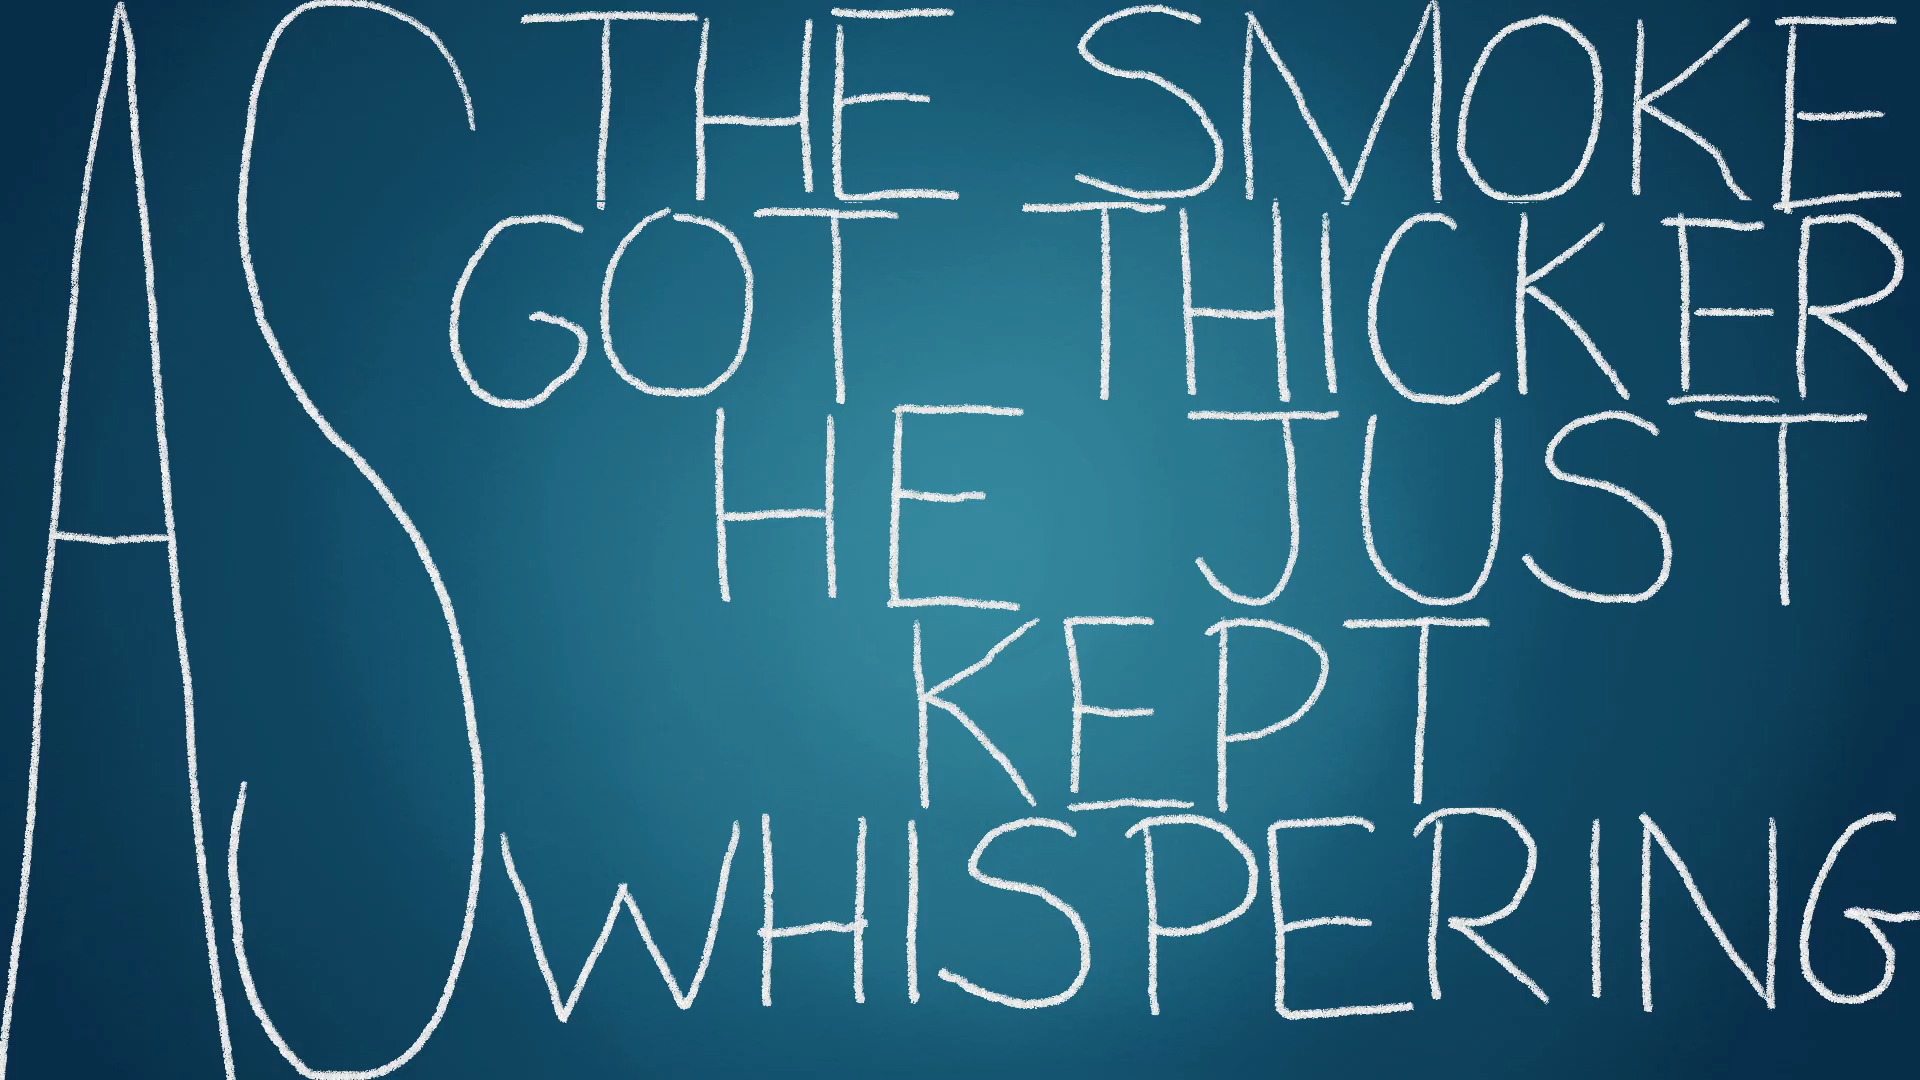 AS THE SMOKE
GOT THICKER
HE JUST
KEPT
WHISPERING